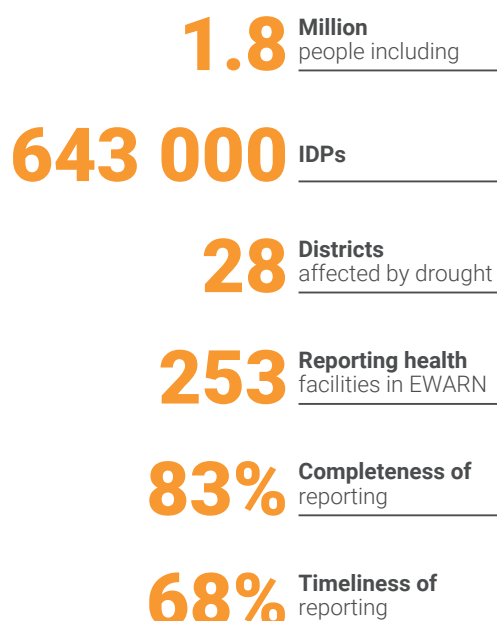 1.8 Million
people including
643 000 IDPs
28 Districts
affected by drought
253 Reporting health
facilities in EWARN
83% Completeness of
reporting
68% Timeliness of
reporting